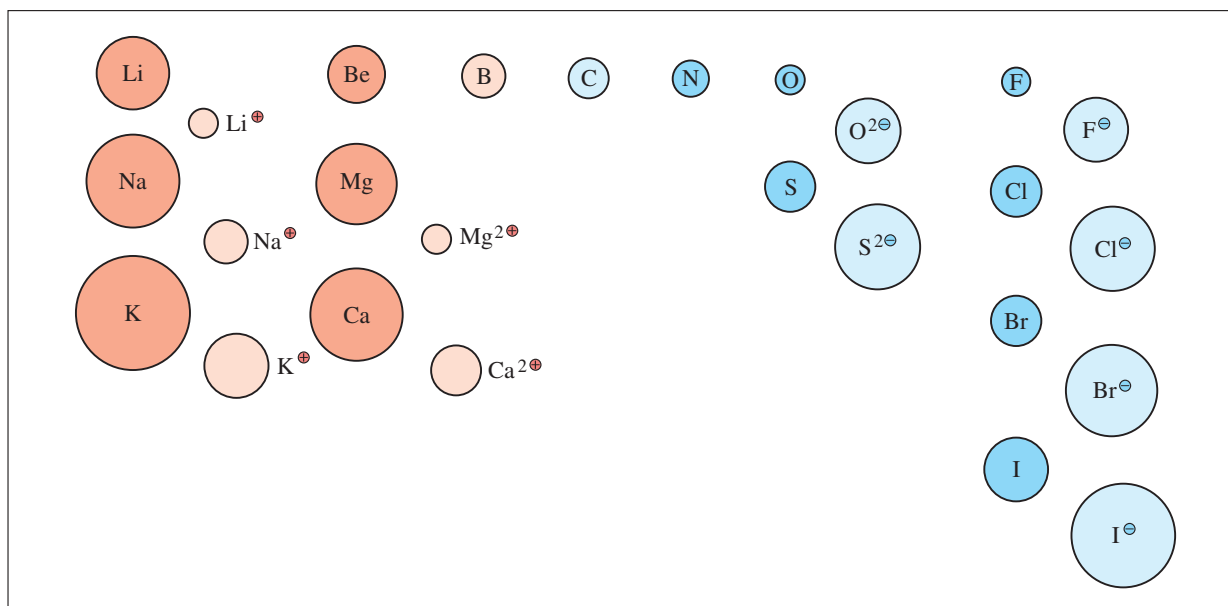 Li Be B C N O F
Li⊕ O2⊖ F⊖
Na Mg S Cl
Na⊕ Mg2⊕ S2⊖ Cl⊖
K Ca Br
K⊕ Ca2⊕ Br⊖
I
I⊖